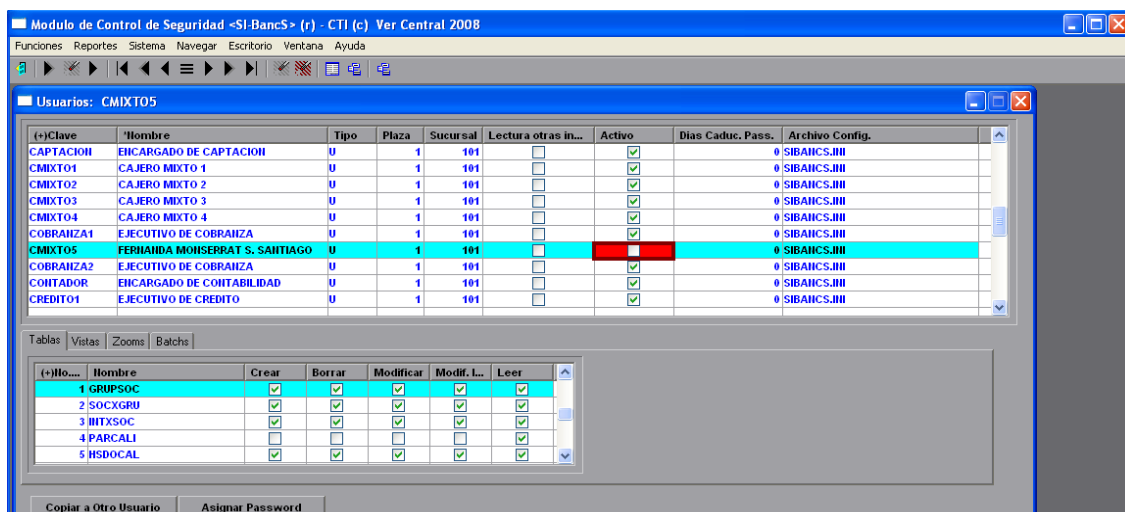 Modulo de Control de Seguridad <SI-BancS> (r) - CTI (c) Ver Central 2008
Funciones Reportes Sistema Navegar Escritorio Ventana Ayuda
Usuarios: CMIXTO5
(+)Clave *Nombre Tipo Plaza Sucursal Lectura otras in... Activo Dias Caduc. Pass. Archivo Config.
CAPTACION ENCARGADO DE CAPTACION U 1 101 0 SIBANCS.INI
CMIXTO1 CAJERO MIXTO 1 U 1 101 0 SIBANCS.INI
CMIXTO2 CAJERO MIXTO 2 U 1 101 0 SIBANCS.INI
CMIXTO3 CAJERO MIXTO 3 U 1 101 0 SIBANCS.INI
CMIXTO4 CAJERO MIXTO 4 U 1 101 0 SIBANCS.INI
COBRANZA1 EJECUTIVO DE COBRANZA U 1 101 0 SIBANCS.INI
CMIXTO5 FERNANDA MONSERRAT S. SANTIAGO U 1 101 0 SIBANCS.INI
COBRANZA2 EJECUTIVO DE COBRANZA U 1 101 0 SIBANCS.INI
CONTADOR ENCARGADO DE CONTABILIDAD U 1 101 0 SIBANCS.INI
CREDITO1 EJECUTIVO DE CREDITO U 1 101 0 SIBANCS.INI
Tablas Vistas Zooms Batchs
(+)No.... Nombre Crear Borrar Modificar Modif. I... Leer
1 GRUPSOC
2 SOCXGRU
3 INTXSOC
4 PARCALI
5 HSDOCAL
Copiar a Otro Usuario Asignar Password